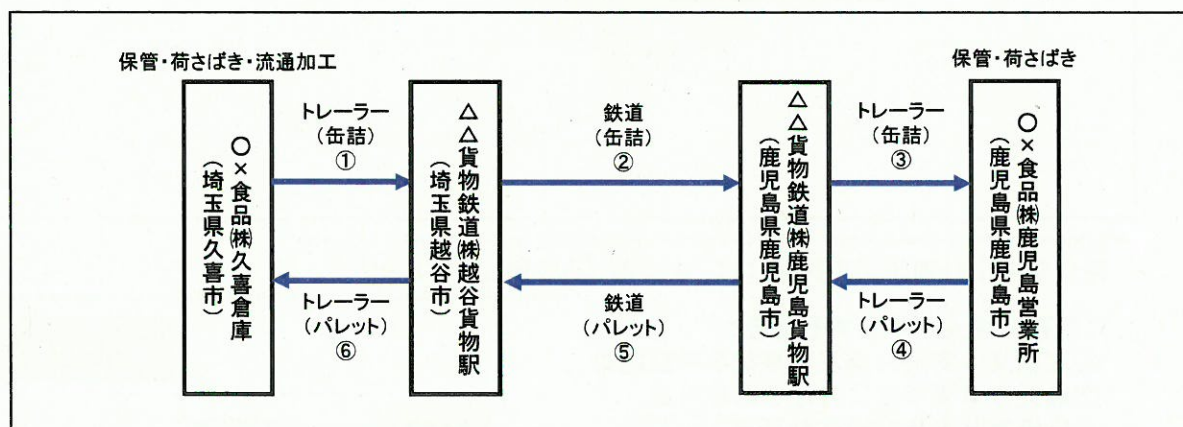 保管・荷さばき・流通加工
保管・荷さばき
〇×食品㈱久喜倉庫
(埼玉県久喜市)
トレーラー
(缶詰)
①
△△貨物鉄道㈱越谷貨物駅
(埼玉県越谷市)
鉄道
(缶詰)
②
△△貨物鉄道㈱鹿児島貨物駅
(鹿児島県鹿児島市)
トレーラー
(缶詰)
③
〇×食品㈱鹿児島営業所
(鹿児島県鹿児島市)
トレーラー
(パレット)
④
鉄道
(パレット)
⑤
トレーラー
(パレット)
⑥